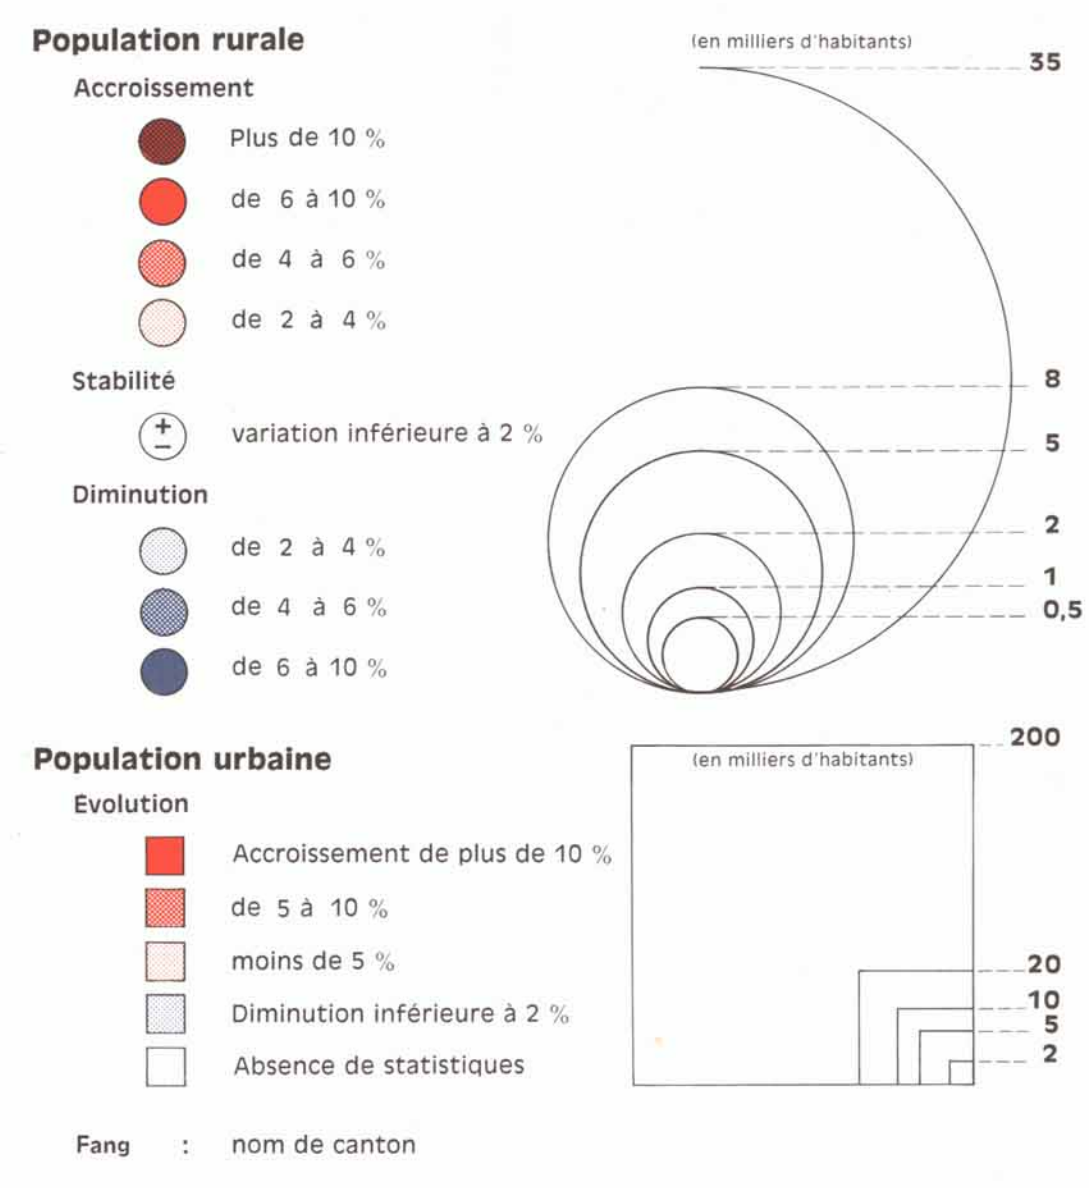 Population rurale
(en milliers d'habitants)
35
Accroissement
Plus de 10 %
de 6 à 10 %
de 4 à 6 %
de 2 à 4 %
Stabilité
8
+
−
variation inférieure à 2 %
5
Diminution
2
de 2 à 4 %
1
de 4 à 6 %
0,5
de 6 à 10 %
Population urbaine
200
(en milliers d'habitants)
Evolution
Accroissement de plus de 10 %
de 5 à 10 %
moins de 5 %
20
Diminution inférieure à 2 %
10
5
Absence de statistiques
2
Fang : nom de canton